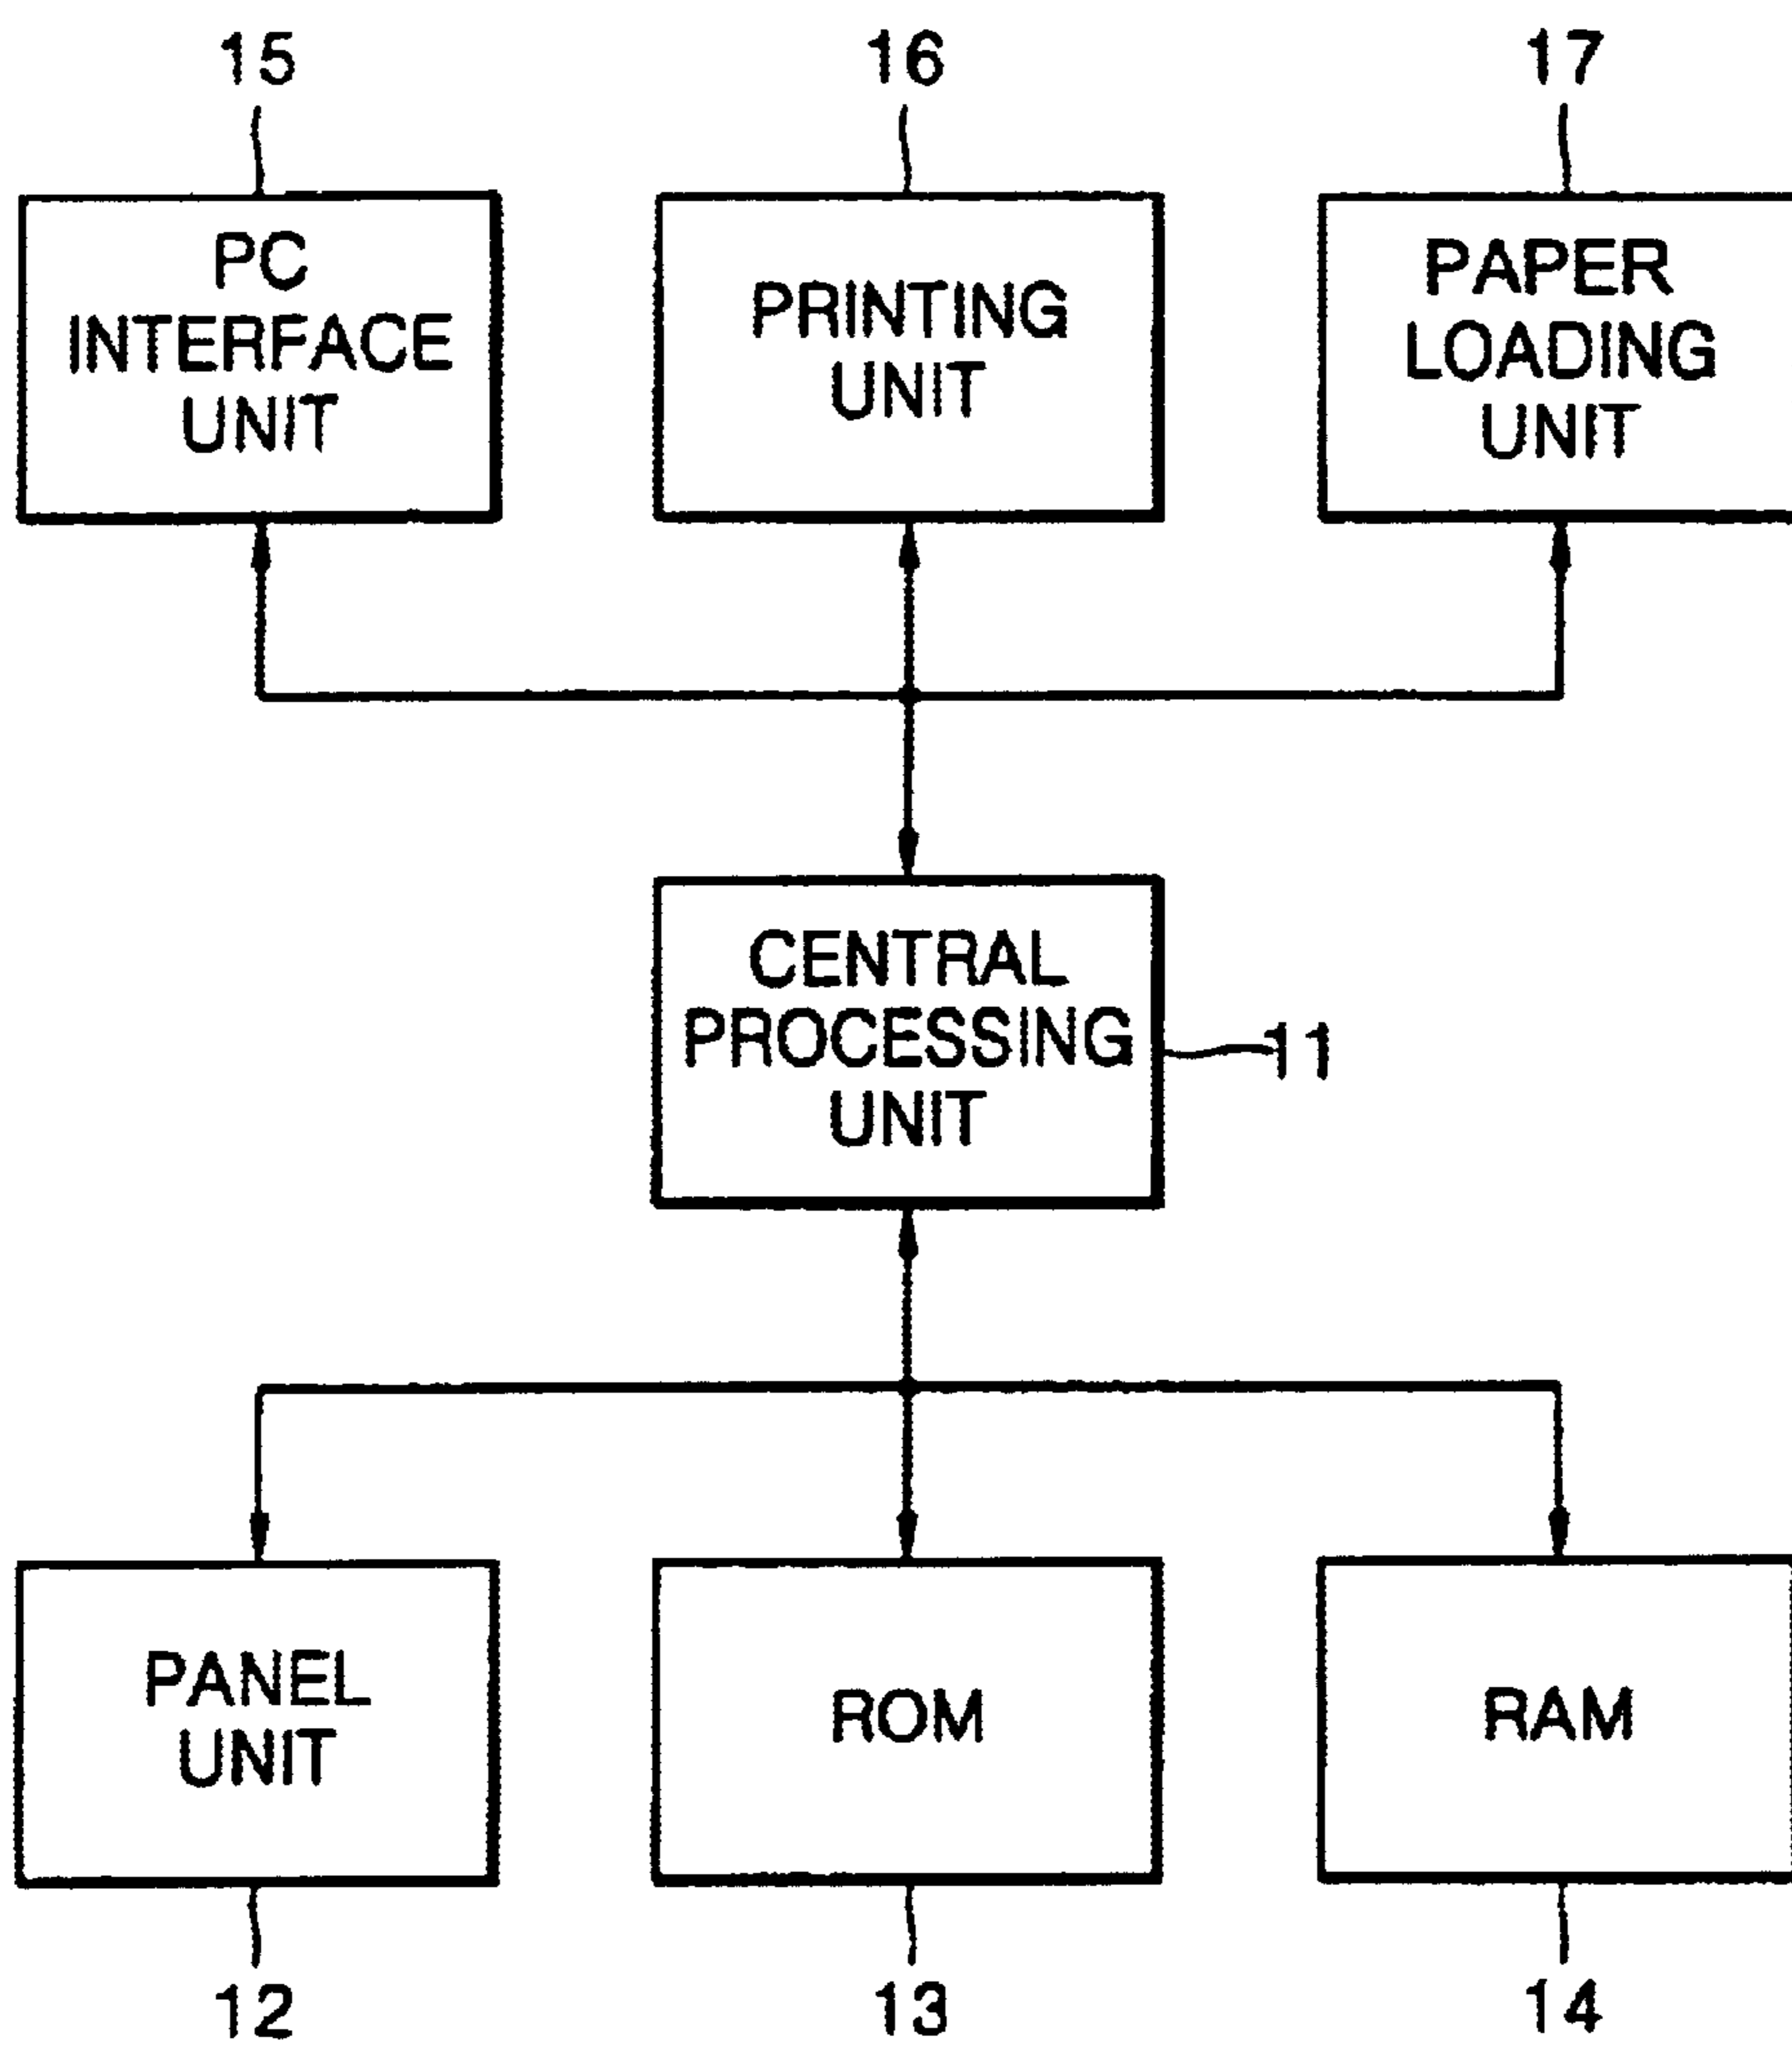 15
16
17
PC
INTERFACE
UNIT
PRINTING
UNIT
PAPER
LOADING
UNIT
CENTRAL
PROCESSING
UNIT
11
PANEL
UNIT
ROM
RAM
12
13
14